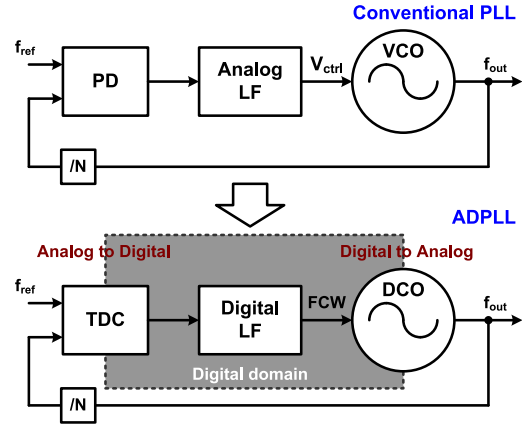 Conventional PLL
fref
PD
Analog
LF
Vctrl
VCO
fout
/N
ADPLL
Analog to Digital
Digital to Analog
fref
TDC
Digital
LF
FCW
DCO
fout
Digital domain
/N